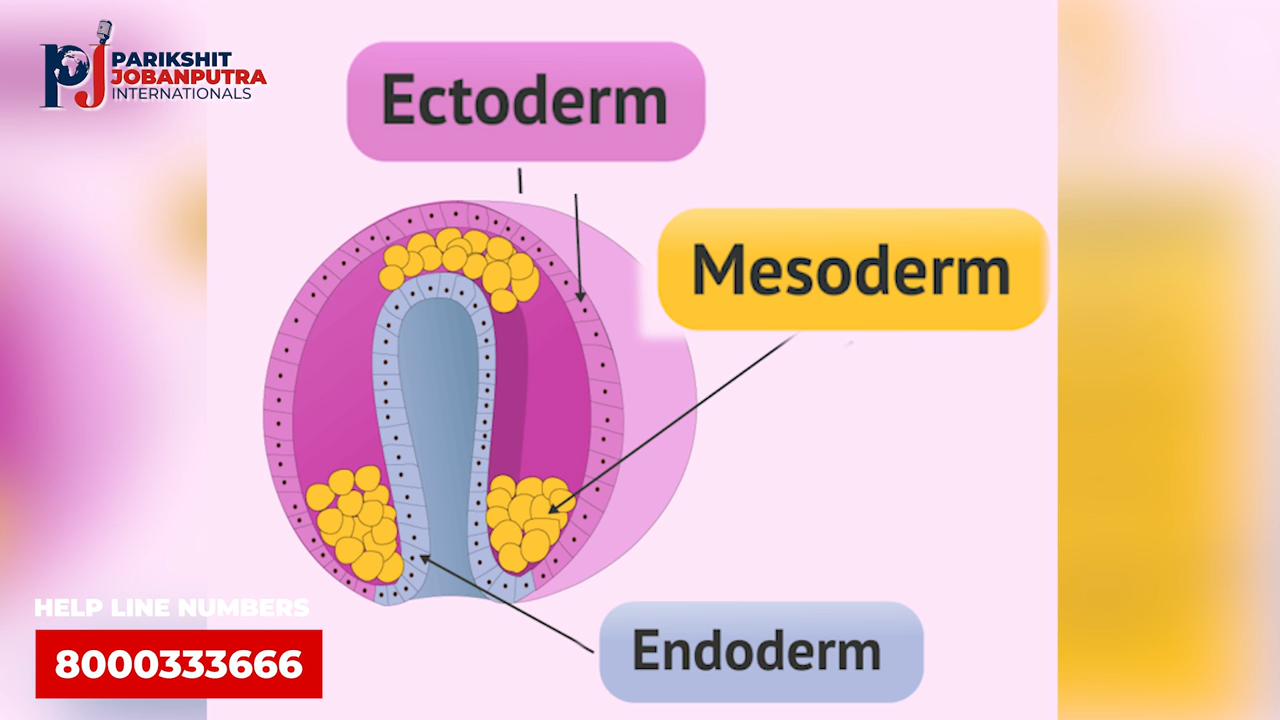 PARIKSHIT
JOBANPUTRA
INTERNATIONALS
Ectoderm
Mesoderm
Endoderm
HELP LINE NUMBERS
8000333666